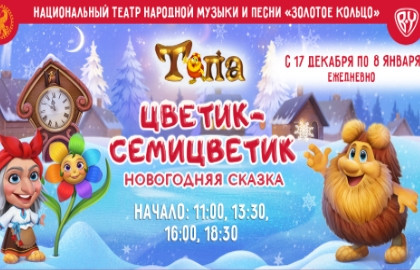 НАЦИОНАЛЬНЫЙ ТЕАТР НАРОДНОЙ МУЗЫКИ И ПЕСНИ «ЗОЛОТОЕ КОЛЬЦО»
Тёпа
С 17 ДЕКАБРЯ ПО 8 ЯНВАРЯ
ЕЖЕДНЕВНО
ЦВЕТИК-
СЕМИЦВЕТИК
НОВОГОДНЯЯ СКАЗКА
НАЧАЛО: 11:00, 13:30,
16:00, 18:30